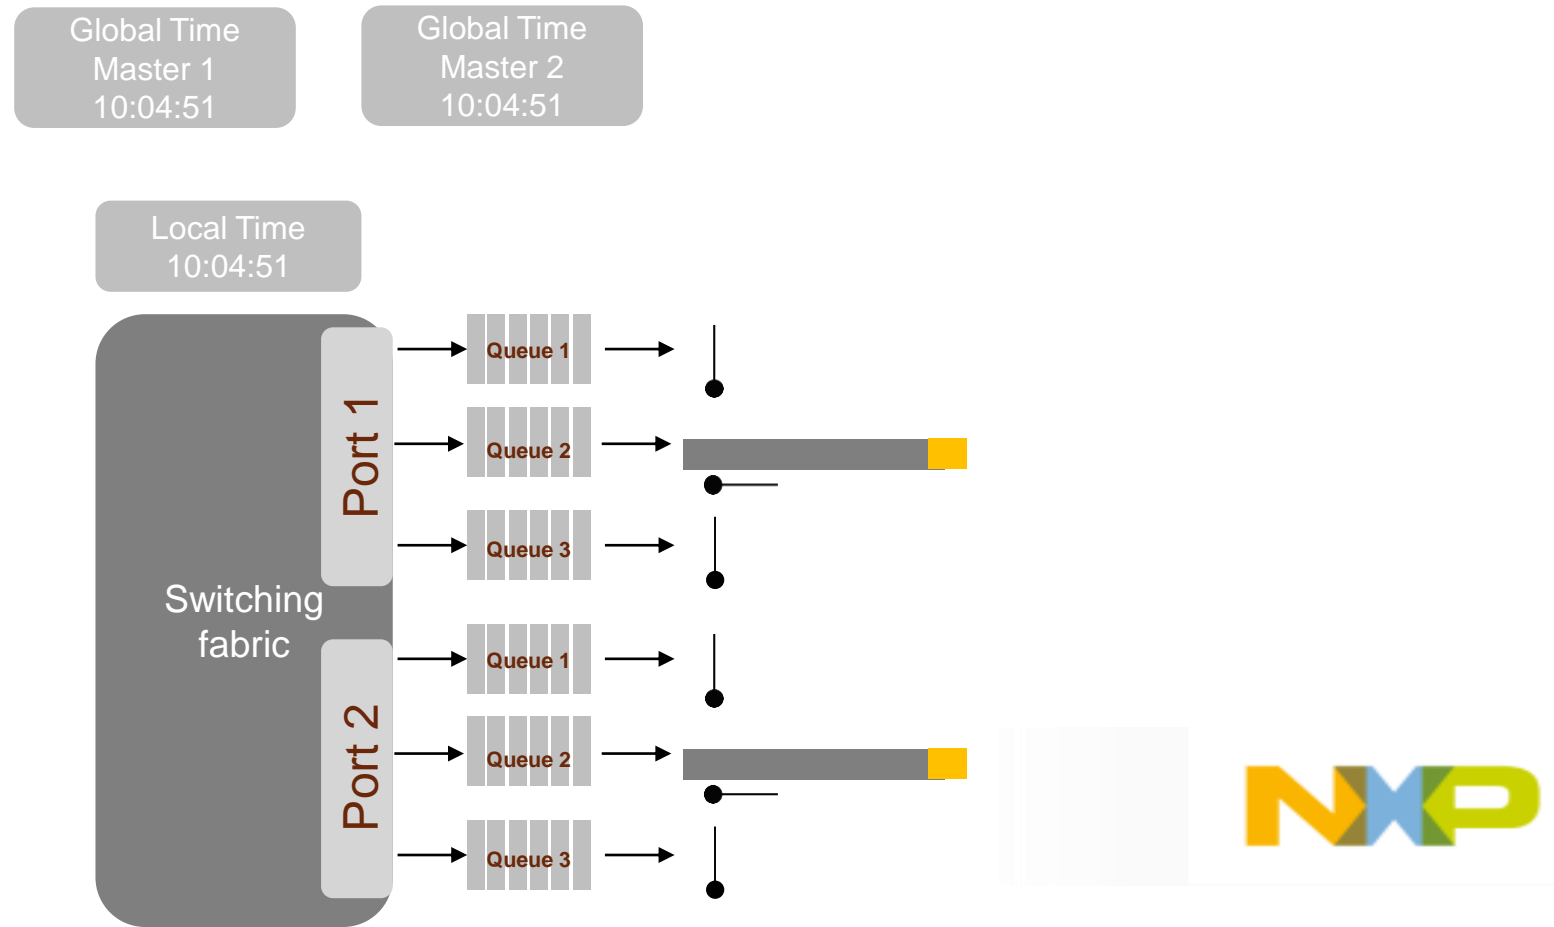 Global Time
Master 1
10:04:51
Global Time
Master 2
10:04:51
Local Time
10:04:51
Port 1
Queue 1
Queue 2
Queue 3
Switching
fabric
Port 2
Queue 1
Queue 2
Queue 3
NXP